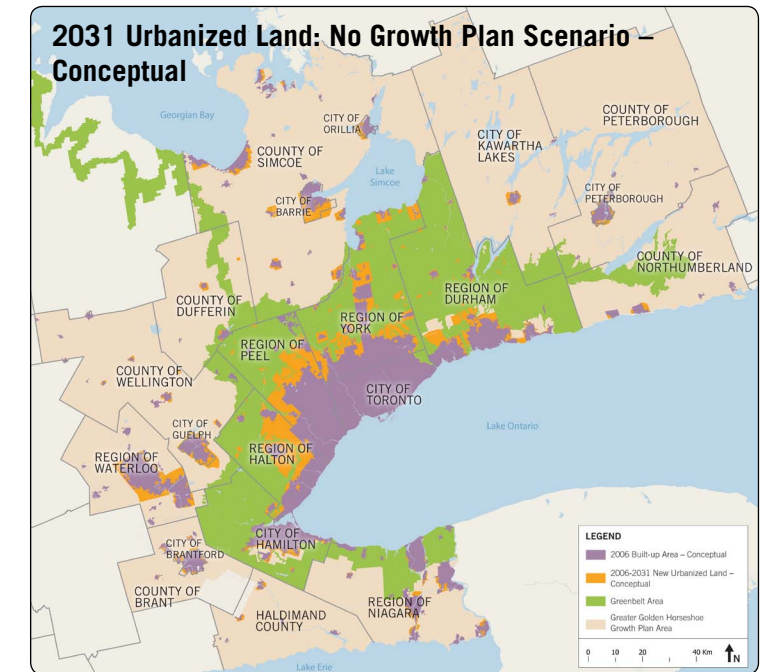 2031 Urbanized Land: No Growth Plan Scenario –
Conceptual
Georgian Bay
CITY OF
ORILLIA
COUNTY OF
SIMCOE
Lake
Simcoe
CITY OF
BARRIE
CITY OF
KAWARTHA
LAKES
COUNTY OF
PETERBOROUGH
CITY OF
PETERBOROUGH
COUNTY OF
NORTHUMBERLAND
COUNTY OF
DUFFERIN
REGION OF
DURHAM
REGION OF
YORK
REGION OF
PEEL
COUNTY OF
WELLINGTON
CITY OF
TORONTO
CITY OF
GUELPH
REGION OF
WATERLOO
REGION OF
HALTON
Lake Ontario
CITY OF
HAMILTON
CITY OF
BRANTFORD
COUNTY OF
BRANT
HALDIMAND
COUNTY
REGION OF
NIAGARA
Lake Erie
LEGEND
2006 Built-up Area – Conceptual
2006-2031 New Urbanized Land –
Conceptual
Greenbelt Area
Greater Golden Horseshoe
Growth Plan Area
0 10 20 40 Km N